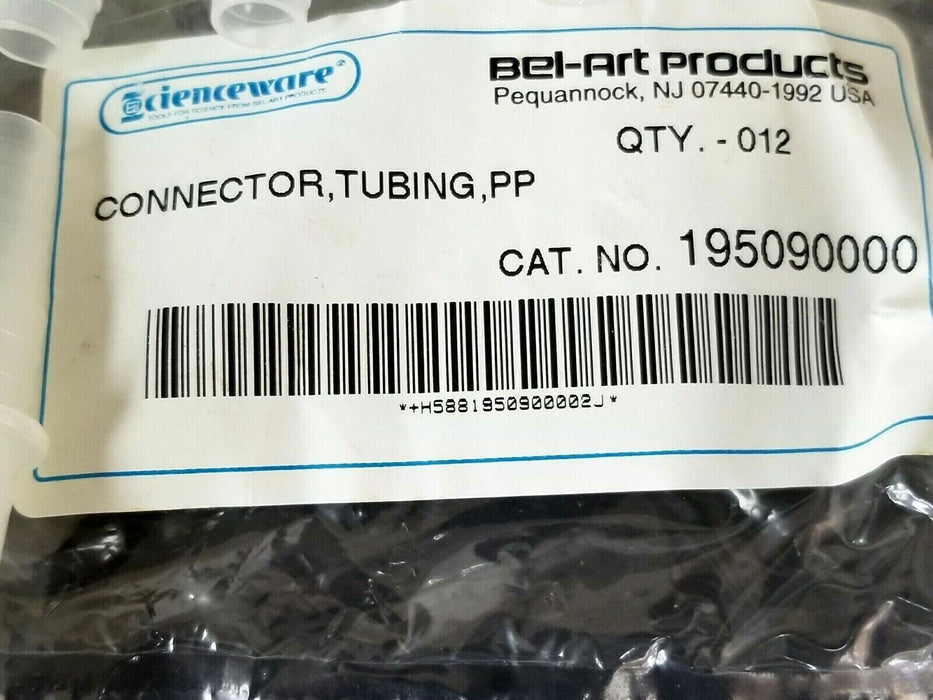 Scienceware®
TOOLS FOR SCIENCE FROM BEL-ART PRODUCTS
Bel-Art Products
Pequannock, NJ 07440-1992 USA
QTY. - 012
CONNECTOR,TUBING,PP
CAT. NO. 195090000
*+H5881950900002J*